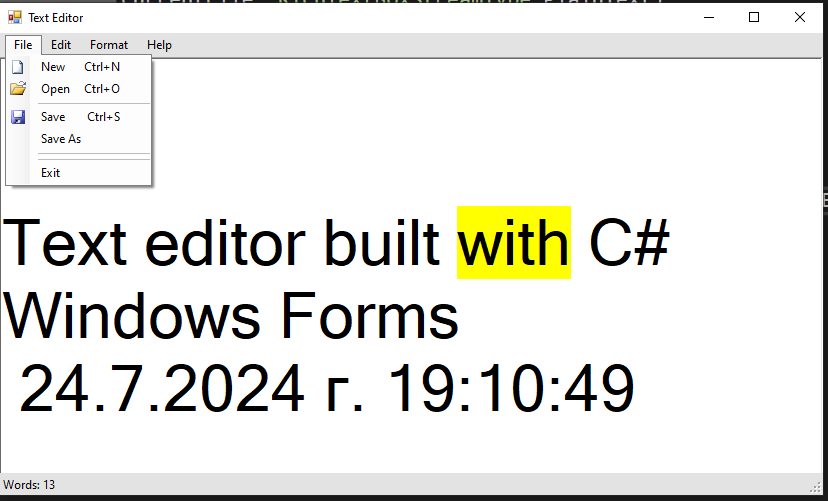 Text Editor
File Edit Format Help
New Ctrl+N
Open Ctrl+O
Save Ctrl+S
Save As
Exit
Text editor built with C#
Windows Forms
24.7.2024 г. 19:10:49
Words: 13